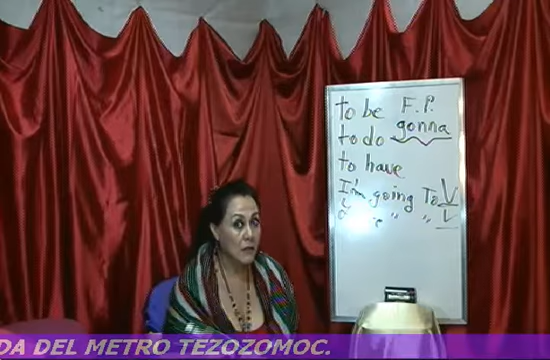 to be F.P.
to do gonna
to have
I'm going To V
" " V
DA DEL METRO TEZOZOMOC.